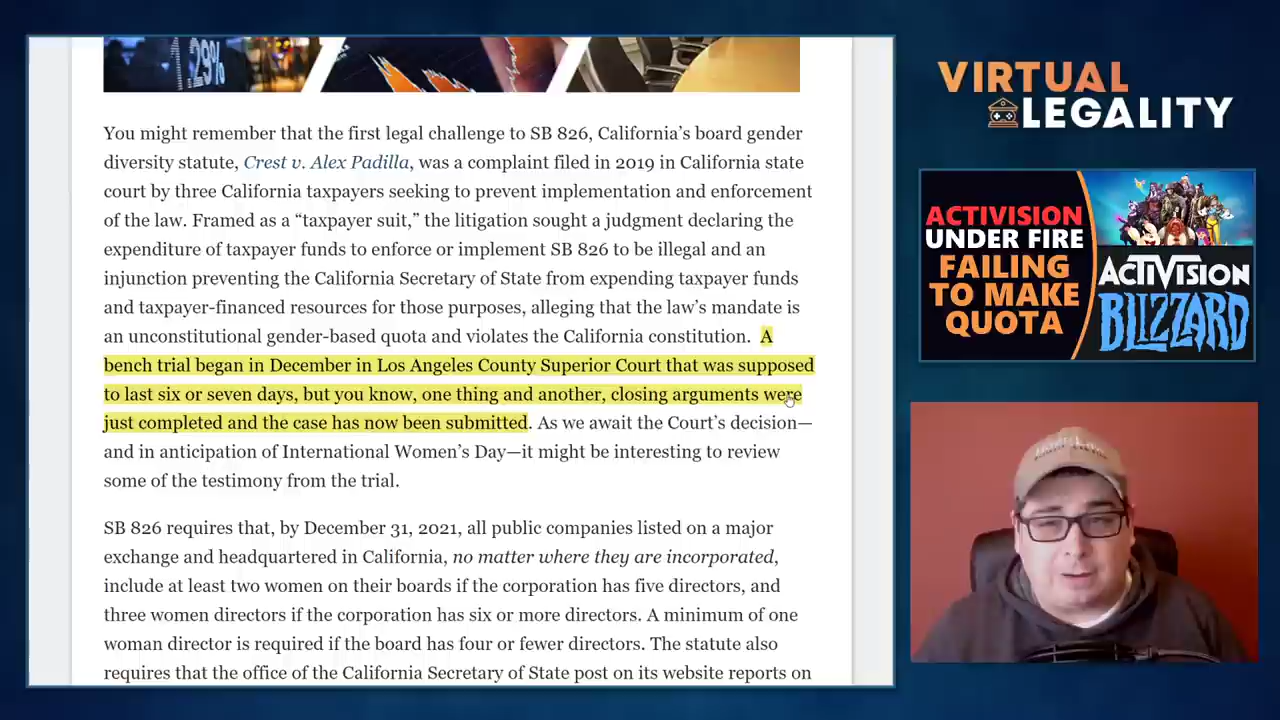 1.29%
You might remember that the first legal challenge to SB 826, California’s board gender
diversity statute, Crest v. Alex Padilla, was a complaint filed in 2019 in California state
court by three California taxpayers seeking to prevent implementation and enforcement
of the law. Framed as a “taxpayer suit,” the litigation sought a judgment declaring the
expenditure of taxpayer funds to enforce or implement SB 826 to be illegal and an
injunction preventing the California Secretary of State from expending taxpayer funds
and taxpayer-financed resources for those purposes, alleging that the law’s mandate is
an unconstitutional gender-based quota and violates the California constitution. A
bench trial began in December in Los Angeles County Superior Court that was supposed
to last six or seven days, but you know, one thing and another, closing arguments were
just completed and the case has now been submitted. As we await the Court’s decision—
and in anticipation of International Women’s Day—it might be interesting to review
some of the testimony from the trial.
SB 826 requires that, by December 31, 2021, all public companies listed on a major
exchange and headquartered in California, no matter where they are incorporated,
include at least two women on their boards if the corporation has five directors, and
three women directors if the corporation has six or more directors. A minimum of one
woman director is required if the board has four or fewer directors. The statute also
requires that the office of the California Secretary of State post on its website reports on
VIRTUAL
LEGALITY
ACTIVISION
UNDER FIRE
FAILING
TO MAKE
QUOTA
ACTIVISION
BLIZZARD